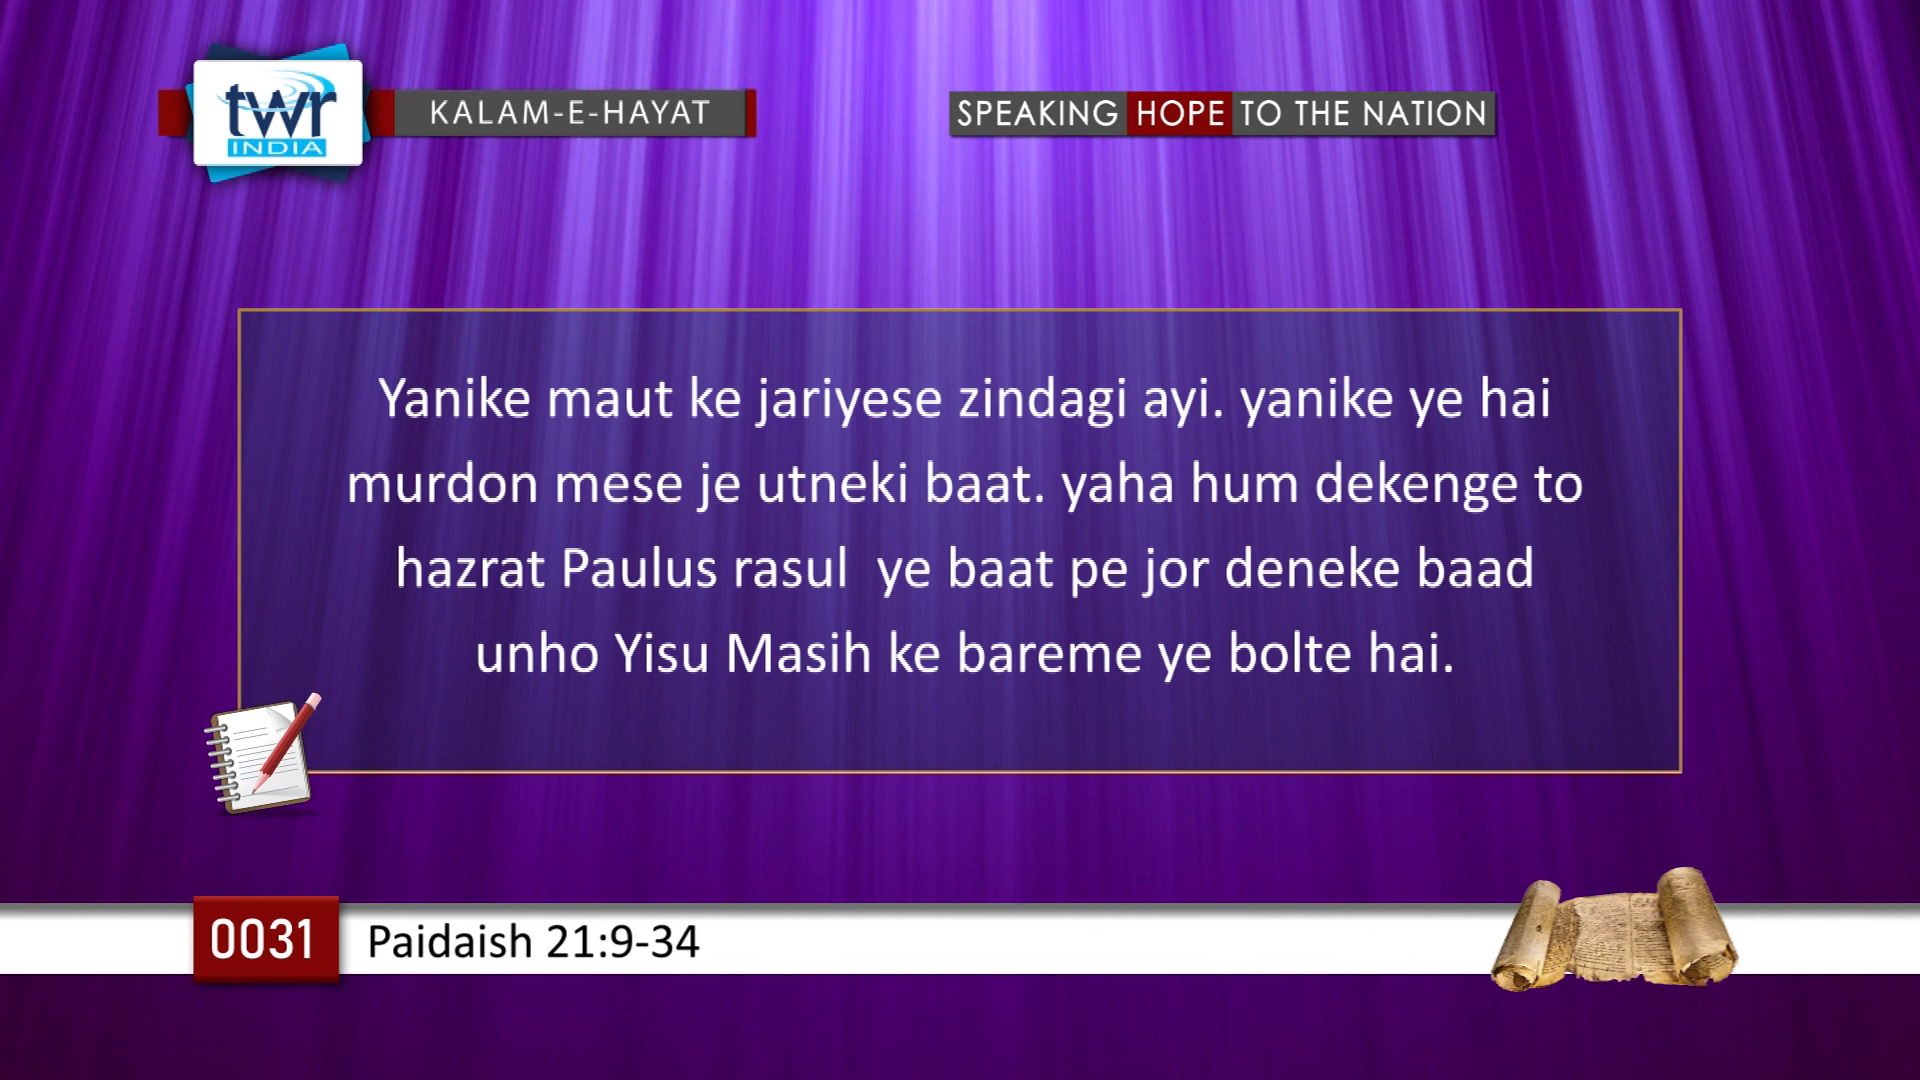 twr
INDIA
KALAM-E-HAYAT
SPEAKING HOPE TO THE NATION
Yanike maut ke jariyese zindagi ayi. yanike ye hai
murdon mese je utneki baat. yaha hum dekenge to
hazrat Paulus rasul  ye baat pe jor deneke baad
unho Yisu Masih ke bareme ye bolte hai.
0031 Paidaish 21:9-34